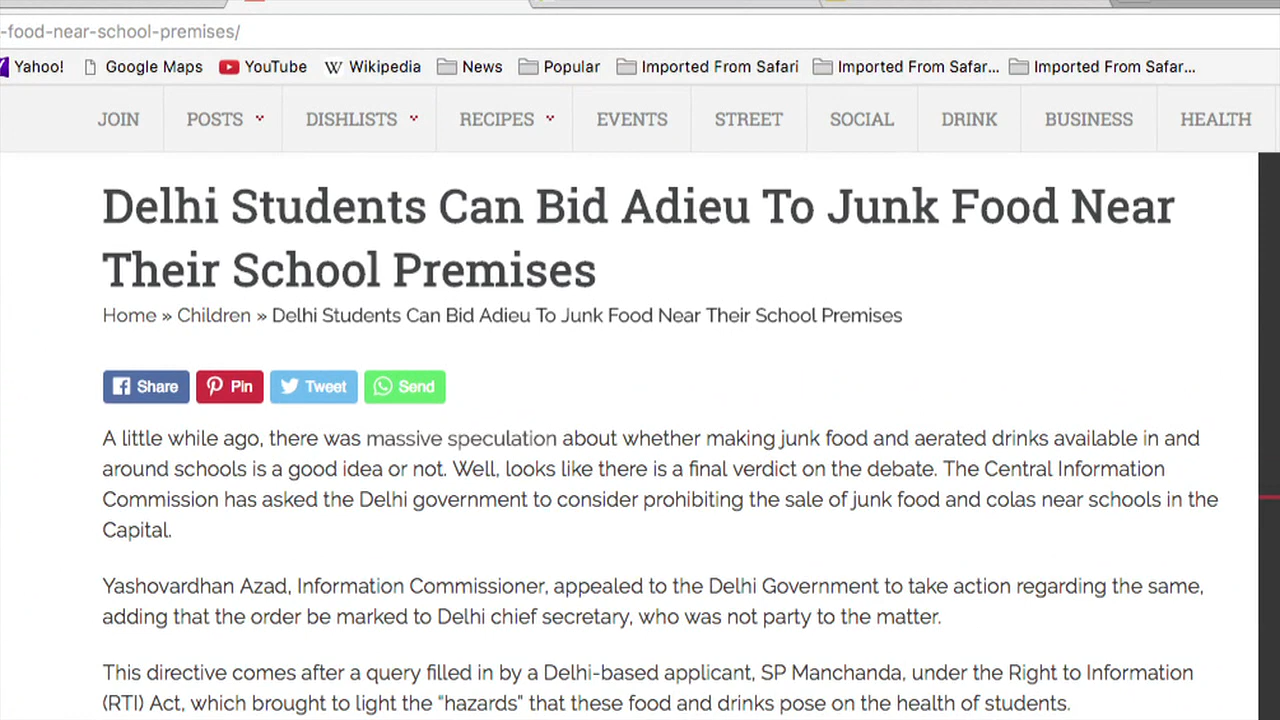 -food-near-school-premises/
Yahoo! Google Maps YouTube W Wikipedia News Popular Imported From Safari Imported From Safar... Imported From Safar...
JOIN POSTS DISHLISTS RECIPES EVENTS STREET SOCIAL DRINK BUSINESS HEALTH
Delhi Students Can Bid Adieu To Junk Food Near
Their School Premises
Home » Children » Delhi Students Can Bid Adieu To Junk Food Near Their School Premises
Share Pin Tweet Send
A little while ago, there was massive speculation about whether making junk food and aerated drinks available in and
around schools is a good idea or not. Well, looks like there is a final verdict on the debate. The Central Information
Commission has asked the Delhi government to consider prohibiting the sale of junk food and colas near schools in the
Capital.
Yashovardhan Azad, Information Commissioner, appealed to the Delhi Government to take action regarding the same,
adding that the order be marked to Delhi chief secretary, who was not party to the matter.
This directive comes after a query filled in by a Delhi-based applicant, SP Manchanda, under the Right to Information
(RTI) Act, which brought to light the “hazards” that these food and drinks pose on the health of students.